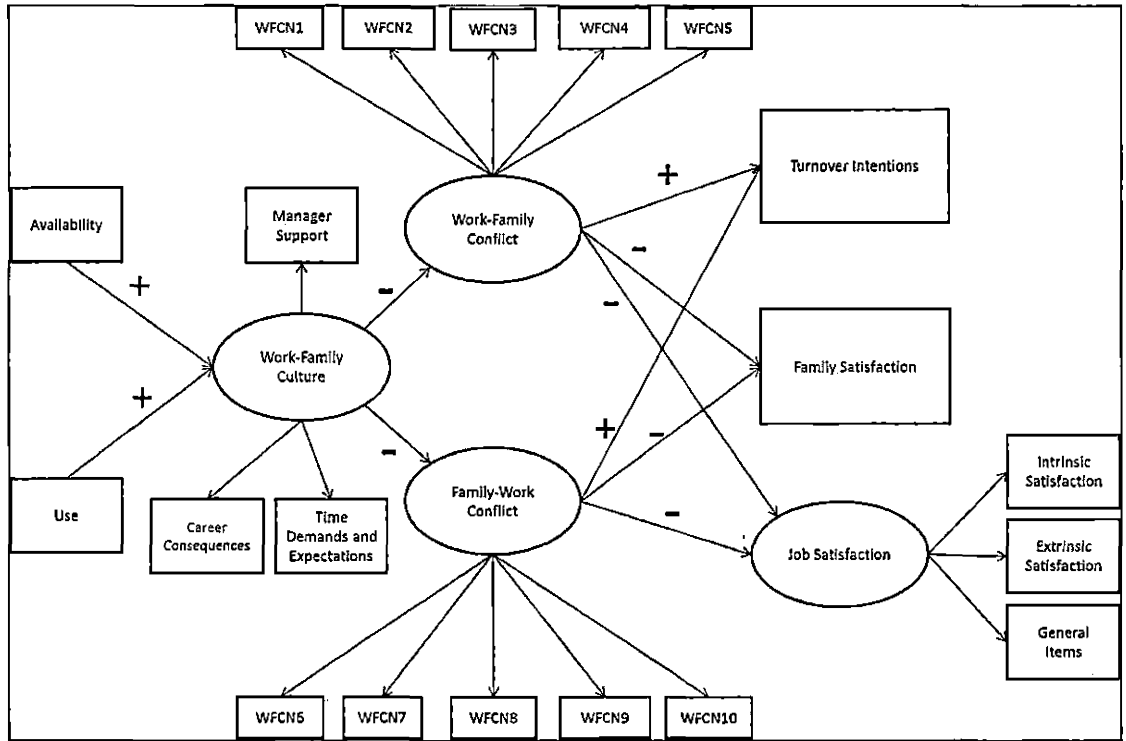 WFCN1
WFCN2
WFCN3
WFCN4
WFCN5
Turnover Intentions
Availability
Manager
Support
Work-Family
Conflict
+
-
+
-
-
Work-Family
Culture
Family Satisfaction
+
-
+
-
Use
Career
Consequences
Time
Demands and
Expectations
Family-Work
Conflict
-
Job Satisfaction
Intrinsic
Satisfaction
Extrinsic
Satisfaction
General
Items
WFCN6
WFCN7
WFCN8
WFCN9
WFCN10